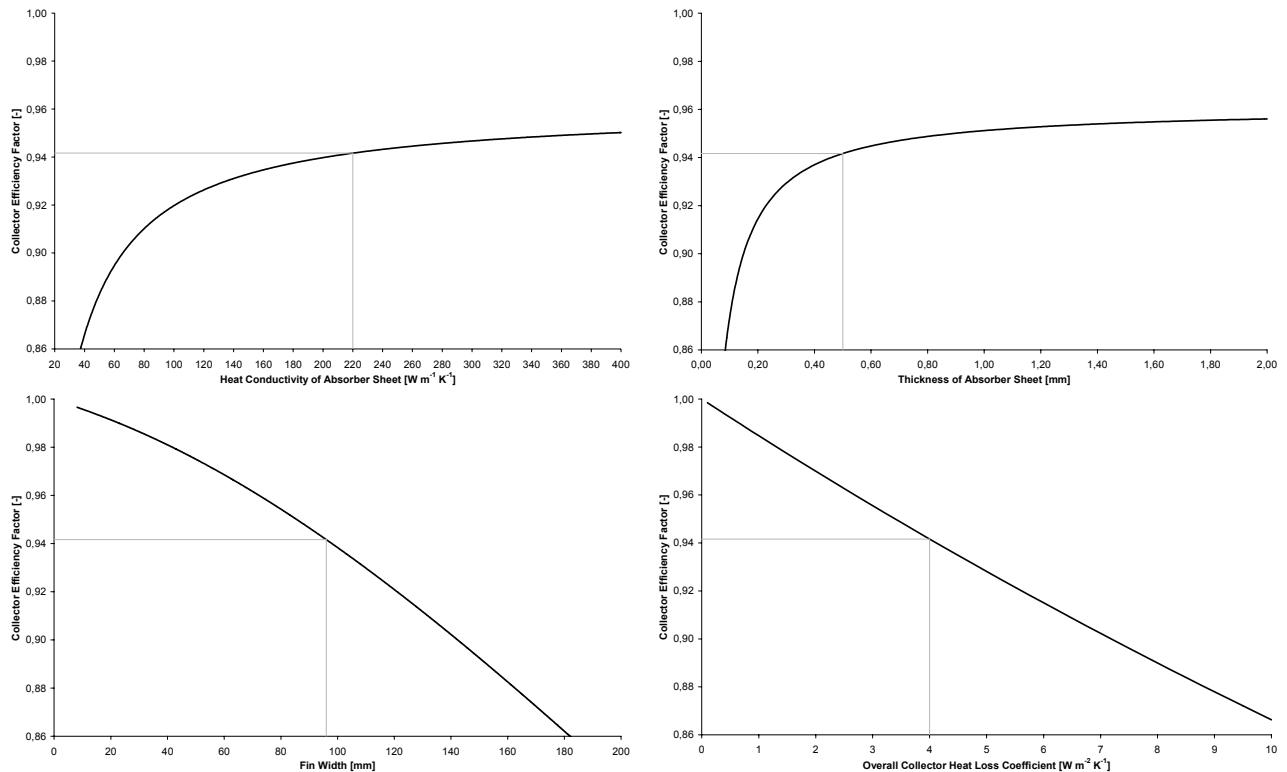 1,00
0,98
0,96
0,94
0,92
0,90
0,88
0,86
Collector Efficiency Factor [-]
20 40 60 80 100 120 140 160 180 200 220 240 260 280 300 320 340 360 380 400
Heat Conductivity of Absorber Sheet [W m⁻¹ K⁻¹]
1,00
0,98
0,96
0,94
0,92
0,90
0,88
0,86
Collector Efficiency Factor [-]
0,00 0,20 0,40 0,60 0,80 1,00 1,20 1,40 1,60 1,80 2,00
Thickness of Absorber Sheet [mm]
1,00
0,98
0,96
0,94
0,92
0,90
0,88
0,86
Collector Efficiency Factor [-]
0 20 40 60 80 100 120 140 160 180 200
Fin Width [mm]
1,00
0,98
0,96
0,94
0,92
0,90
0,88
0,86
Collector Efficiency Factor [-]
0 1 2 3 4 5 6 7 8 9 10
Overall Collector Heat Loss Coefficient [W m⁻² K⁻¹]